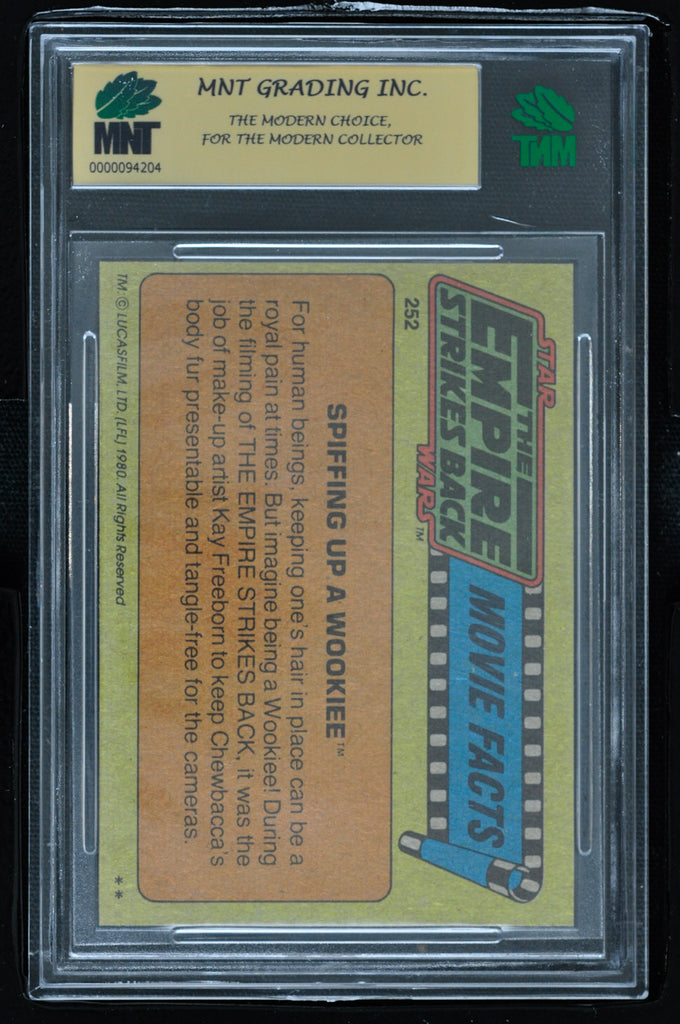 MNT GRADING INC.
THE MODERN CHOICE,
FOR THE MODERN COLLECTOR
MNT
0000094204
MNT
STAR
THE
EMPIRE
STRIKES BACK
WARS™
MOVIE FACTS
252
SPIFFING UP A WOOKIEE™
For human beings, keeping one's hair in place can be a
royal pain at times. But imagine being a Wookiee! During
the filming of THE EMPIRE STRIKES BACK, it was the
job of make-up artist Kay Freeborn to keep Chewbacca's
body fur presentable and tangle-free for the cameras.
TM: © LUCASFILM, LTD. (LFL) 1980. All Rights Reserved
* *